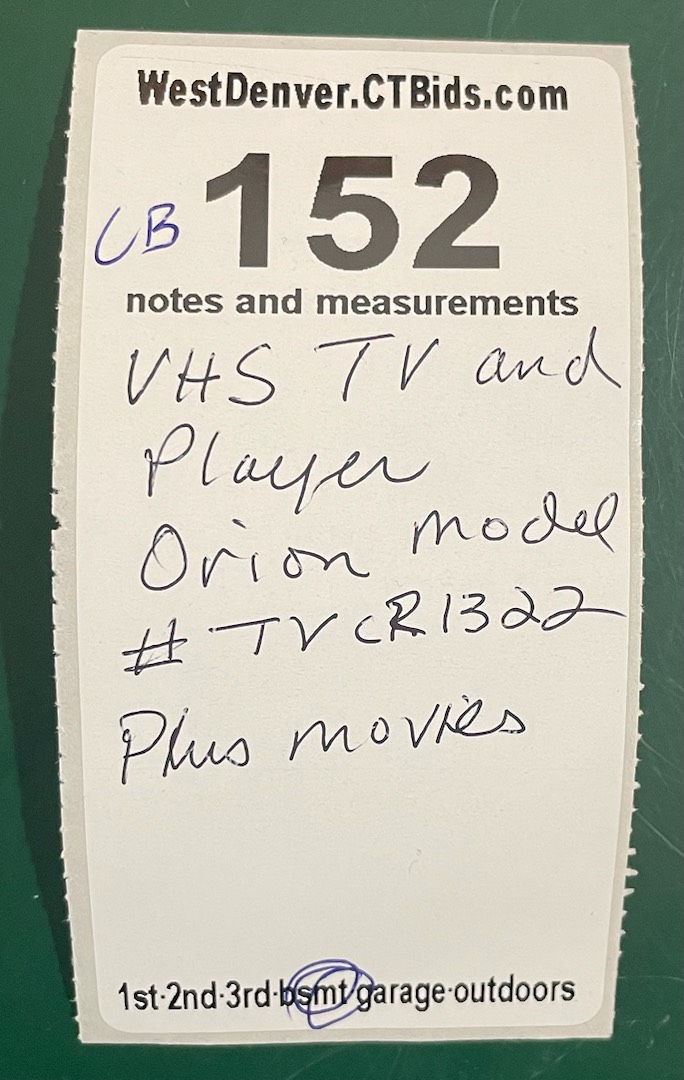 WestDenver.CTBids.com
CB 152
notes and measurements
VHS TV and
Player
Orion Model
# TVCR1322
Plus movies
1st·2nd·3rd·bsmt·garage·outdoors